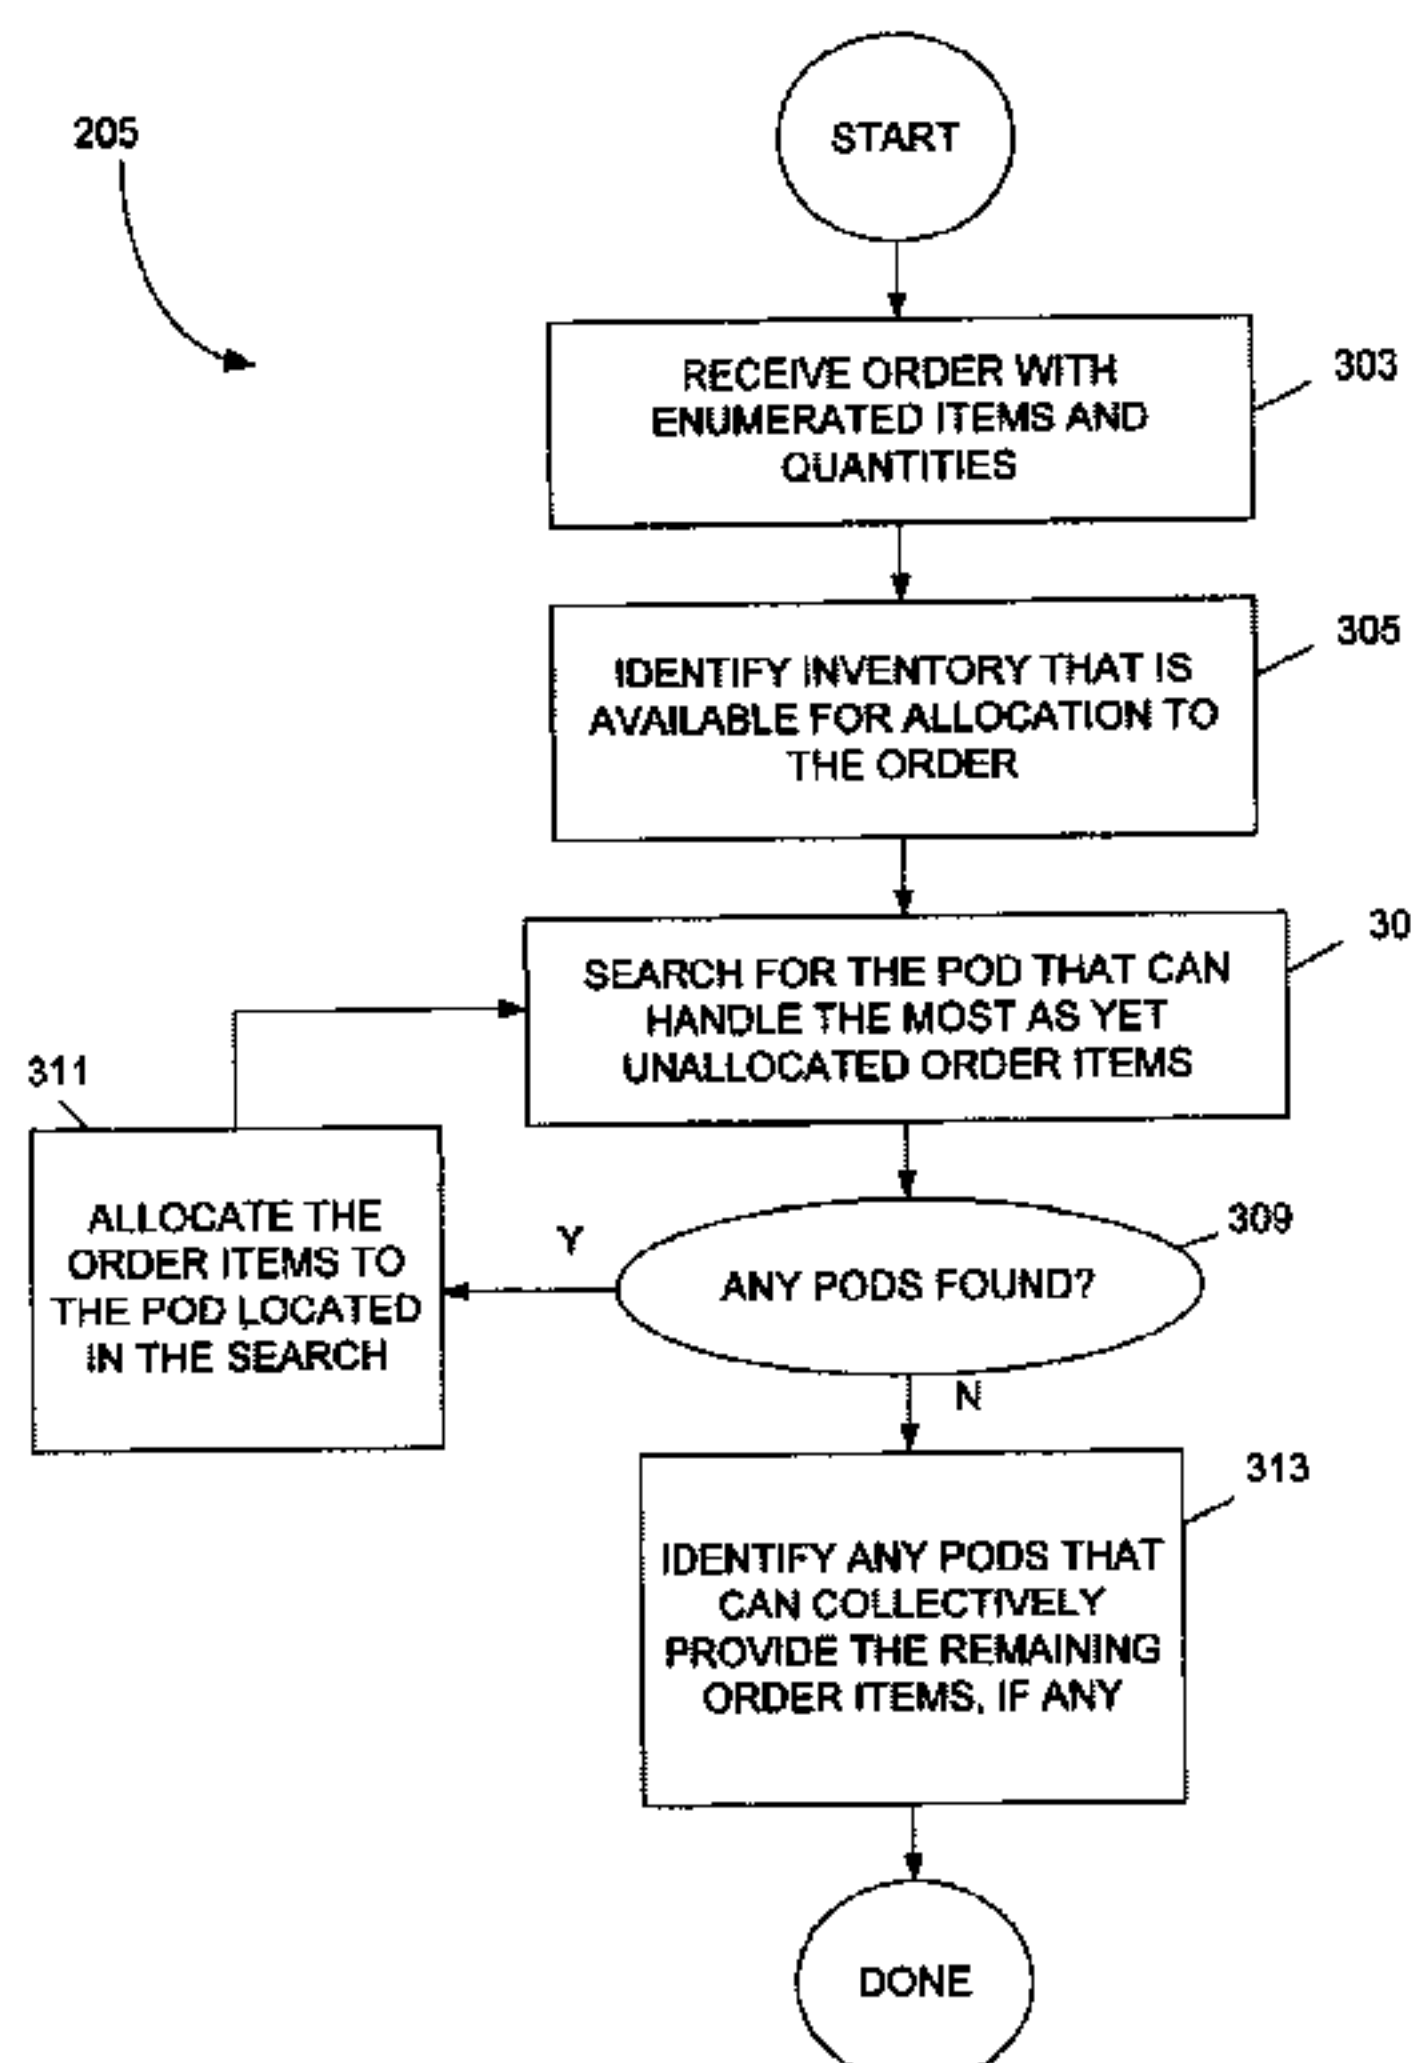 205
START
RECEIVE ORDER WITH
ENUMERATED ITEMS AND
QUANTITIES
303
IDENTIFY INVENTORY THAT IS
AVAILABLE FOR ALLOCATION TO
THE ORDER
305
SEARCH FOR THE POD THAT CAN
HANDLE THE MOST AS YET
UNALLOCATED ORDER ITEMS
30
311
ALLOCATE THE
ORDER ITEMS TO
THE POD LOCATED
IN THE SEARCH
Y
ANY PODS FOUND?
309
N
IDENTIFY ANY PODS THAT
CAN COLLECTIVELY
PROVIDE THE REMAINING
ORDER ITEMS, IF ANY
313
DONE